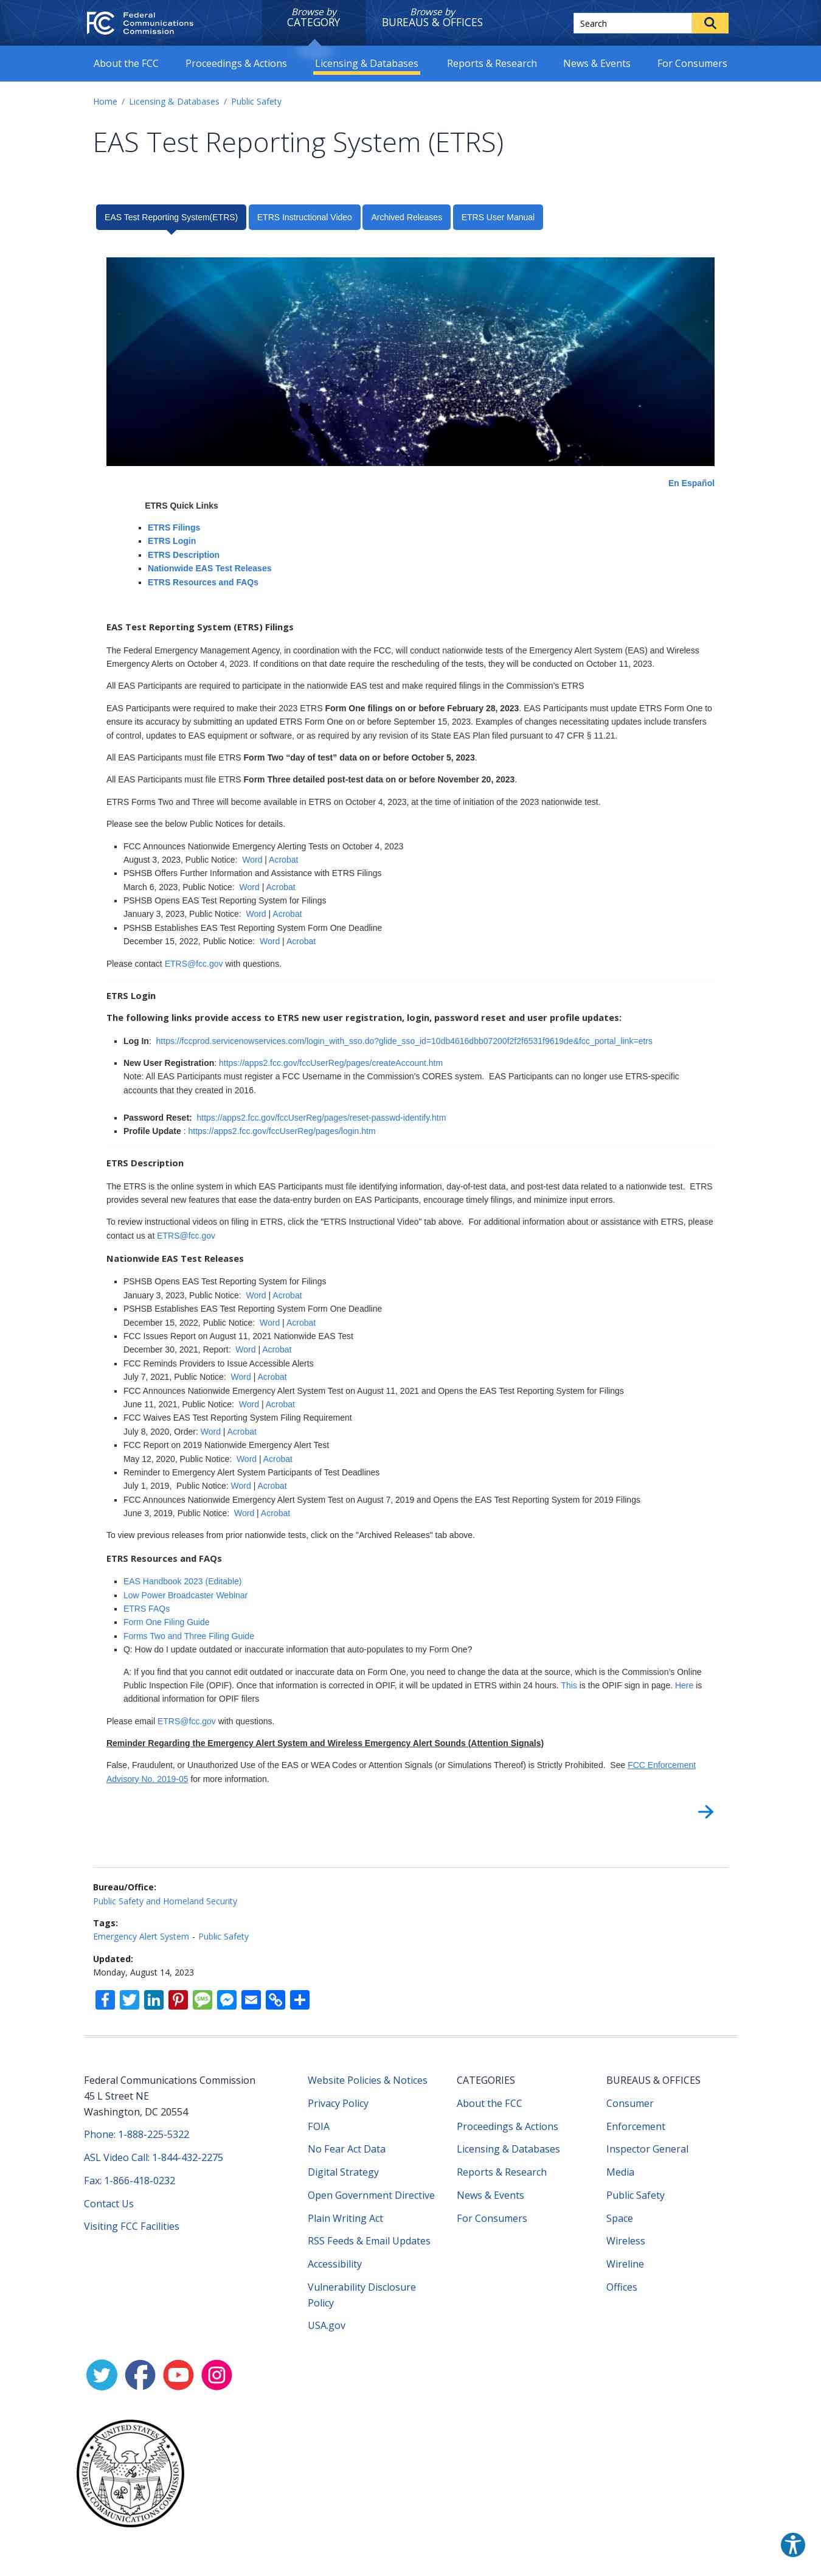 Federal
Communications
Commission
Browse by
CATEGORY
Browse by
BUREAUS & OFFICES
Search
About the FCC
Proceedings & Actions
Licensing & Databases
Reports & Research
News & Events
For Consumers
Home / Licensing & Databases / Public Safety
EAS Test Reporting System (ETRS)
EAS Test Reporting System(ETRS)
ETRS Instructional Video
Archived Releases
ETRS User Manual
En Español
ETRS Quick Links
ETRS Filings
ETRS Login
ETRS Description
Nationwide EAS Test Releases
ETRS Resources and FAQs
EAS Test Reporting System (ETRS) Filings
The Federal Emergency Management Agency, in coordination with the FCC, will conduct nationwide tests of the Emergency Alert System (EAS) and Wireless
Emergency Alerts on October 4, 2023. If conditions on that date require the rescheduling of the tests, they will be conducted on October 11, 2023.
All EAS Participants are required to participate in the nationwide EAS test and make required filings in the Commission's ETRS
EAS Participants were required to make their 2023 ETRS Form One filings on or before February 28, 2023. EAS Participants must update ETRS Form One to
ensure its accuracy by submitting an updated ETRS Form One on or before September 15, 2023. Examples of changes necessitating updates include transfers
of control, updates to EAS equipment or software, or as required by any revision of its State EAS Plan filed pursuant to 47 CFR § 11.21.
All EAS Participants must file ETRS Form Two “day of test” data on or before October 5, 2023.
All EAS Participants must file ETRS Form Three detailed post-test data on or before November 20, 2023.
ETRS Forms Two and Three will become available in ETRS on October 4, 2023, at the time of initiation of the 2023 nationwide test.
Please see the below Public Notices for details.
FCC Announces Nationwide Emergency Alerting Tests on October 4, 2023
August 3, 2023, Public Notice: Word | Acrobat
PSHSB Offers Further Information and Assistance with ETRS Filings
March 6, 2023, Public Notice: Word | Acrobat
PSHSB Opens EAS Test Reporting System for Filings
January 3, 2023, Public Notice: Word | Acrobat
PSHSB Establishes EAS Test Reporting System Form One Deadline
December 15, 2022, Public Notice: Word | Acrobat
Please contact ETRS@fcc.gov with questions.
ETRS Login
The following links provide access to ETRS new user registration, login, password reset and user profile updates:
Log In: https://fccprod.servicenowservices.com/login_with_sso.do?glide_sso_id=10db4616dbb07200f2f2f6531f9619de&fcc_portal_link=etrs
New User Registration: https://apps2.fcc.gov/fccUserReg/pages/createAccount.htm
Note: All EAS Participants must register a FCC Username in the Commission's CORES system. EAS Participants can no longer use ETRS-specific
accounts that they created in 2016.
Password Reset: https://apps2.fcc.gov/fccUserReg/pages/reset-passwd-identify.htm
Profile Update : https://apps2.fcc.gov/fccUserReg/pages/login.htm
ETRS Description
The ETRS is the online system in which EAS Participants must file identifying information, day-of-test data, and post-test data related to a nationwide test. ETRS
provides several new features that ease the data-entry burden on EAS Participants, encourage timely filings, and minimize input errors.
To review instructional videos on filing in ETRS, click the "ETRS Instructional Video" tab above. For additional information about or assistance with ETRS, please
contact us at ETRS@fcc.gov
Nationwide EAS Test Releases
PSHSB Opens EAS Test Reporting System for Filings
January 3, 2023, Public Notice: Word | Acrobat
PSHSB Establishes EAS Test Reporting System Form One Deadline
December 15, 2022, Public Notice: Word | Acrobat
FCC Issues Report on August 11, 2021 Nationwide EAS Test
December 30, 2021, Report: Word | Acrobat
FCC Reminds Providers to Issue Accessible Alerts
July 7, 2021, Public Notice: Word | Acrobat
FCC Announces Nationwide Emergency Alert System Test on August 11, 2021 and Opens the EAS Test Reporting System for Filings
June 11, 2021, Public Notice: Word | Acrobat
FCC Waives EAS Test Reporting System Filing Requirement
July 8, 2020, Order: Word | Acrobat
FCC Report on 2019 Nationwide Emergency Alert Test
May 12, 2020, Public Notice: Word | Acrobat
Reminder to Emergency Alert System Participants of Test Deadlines
July 1, 2019, Public Notice: Word | Acrobat
FCC Announces Nationwide Emergency Alert System Test on August 7, 2019 and Opens the EAS Test Reporting System for 2019 Filings
June 3, 2019, Public Notice: Word | Acrobat
To view previous releases from prior nationwide tests, click on the "Archived Releases" tab above.
ETRS Resources and FAQs
EAS Handbook 2023 (Editable)
Low Power Broadcaster Webinar
ETRS FAQs
Form One Filing Guide
Forms Two and Three Filing Guide
Q: How do I update outdated or inaccurate information that auto-populates to my Form One?
A: If you find that you cannot edit outdated or inaccurate data on Form One, you need to change the data at the source, which is the Commission's Online
Public Inspection File (OPIF). Once that information is corrected in OPIF, it will be updated in ETRS within 24 hours. This is the OPIF sign in page. Here is
additional information for OPIF filers
Please email ETRS@fcc.gov with questions.
Reminder Regarding the Emergency Alert System and Wireless Emergency Alert Sounds (Attention Signals)
False, Fraudulent, or Unauthorized Use of the EAS or WEA Codes or Attention Signals (or Simulations Thereof) is Strictly Prohibited. See FCC Enforcement
Advisory No. 2019-05 for more information.
Bureau/Office:
Public Safety and Homeland Security
Tags:
Emergency Alert System - Public Safety
Updated:
Monday, August 14, 2023
SMS
Federal Communications Commission
45 L Street NE
Washington, DC 20554
Phone: 1-888-225-5322
ASL Video Call: 1-844-432-2275
Fax: 1-866-418-0232
Contact Us
Visiting FCC Facilities
Website Policies & Notices
Privacy Policy
FOIA
No Fear Act Data
Digital Strategy
Open Government Directive
Plain Writing Act
RSS Feeds & Email Updates
Accessibility
Vulnerability Disclosure
Policy
USA.gov
CATEGORIES
About the FCC
Proceedings & Actions
Licensing & Databases
Reports & Research
News & Events
For Consumers
BUREAUS & OFFICES
Consumer
Enforcement
Inspector General
Media
Public Safety
Space
Wireless
Wireline
Offices
UNITED STATES
FEDERAL COMMUNICATIONS COMMISSION